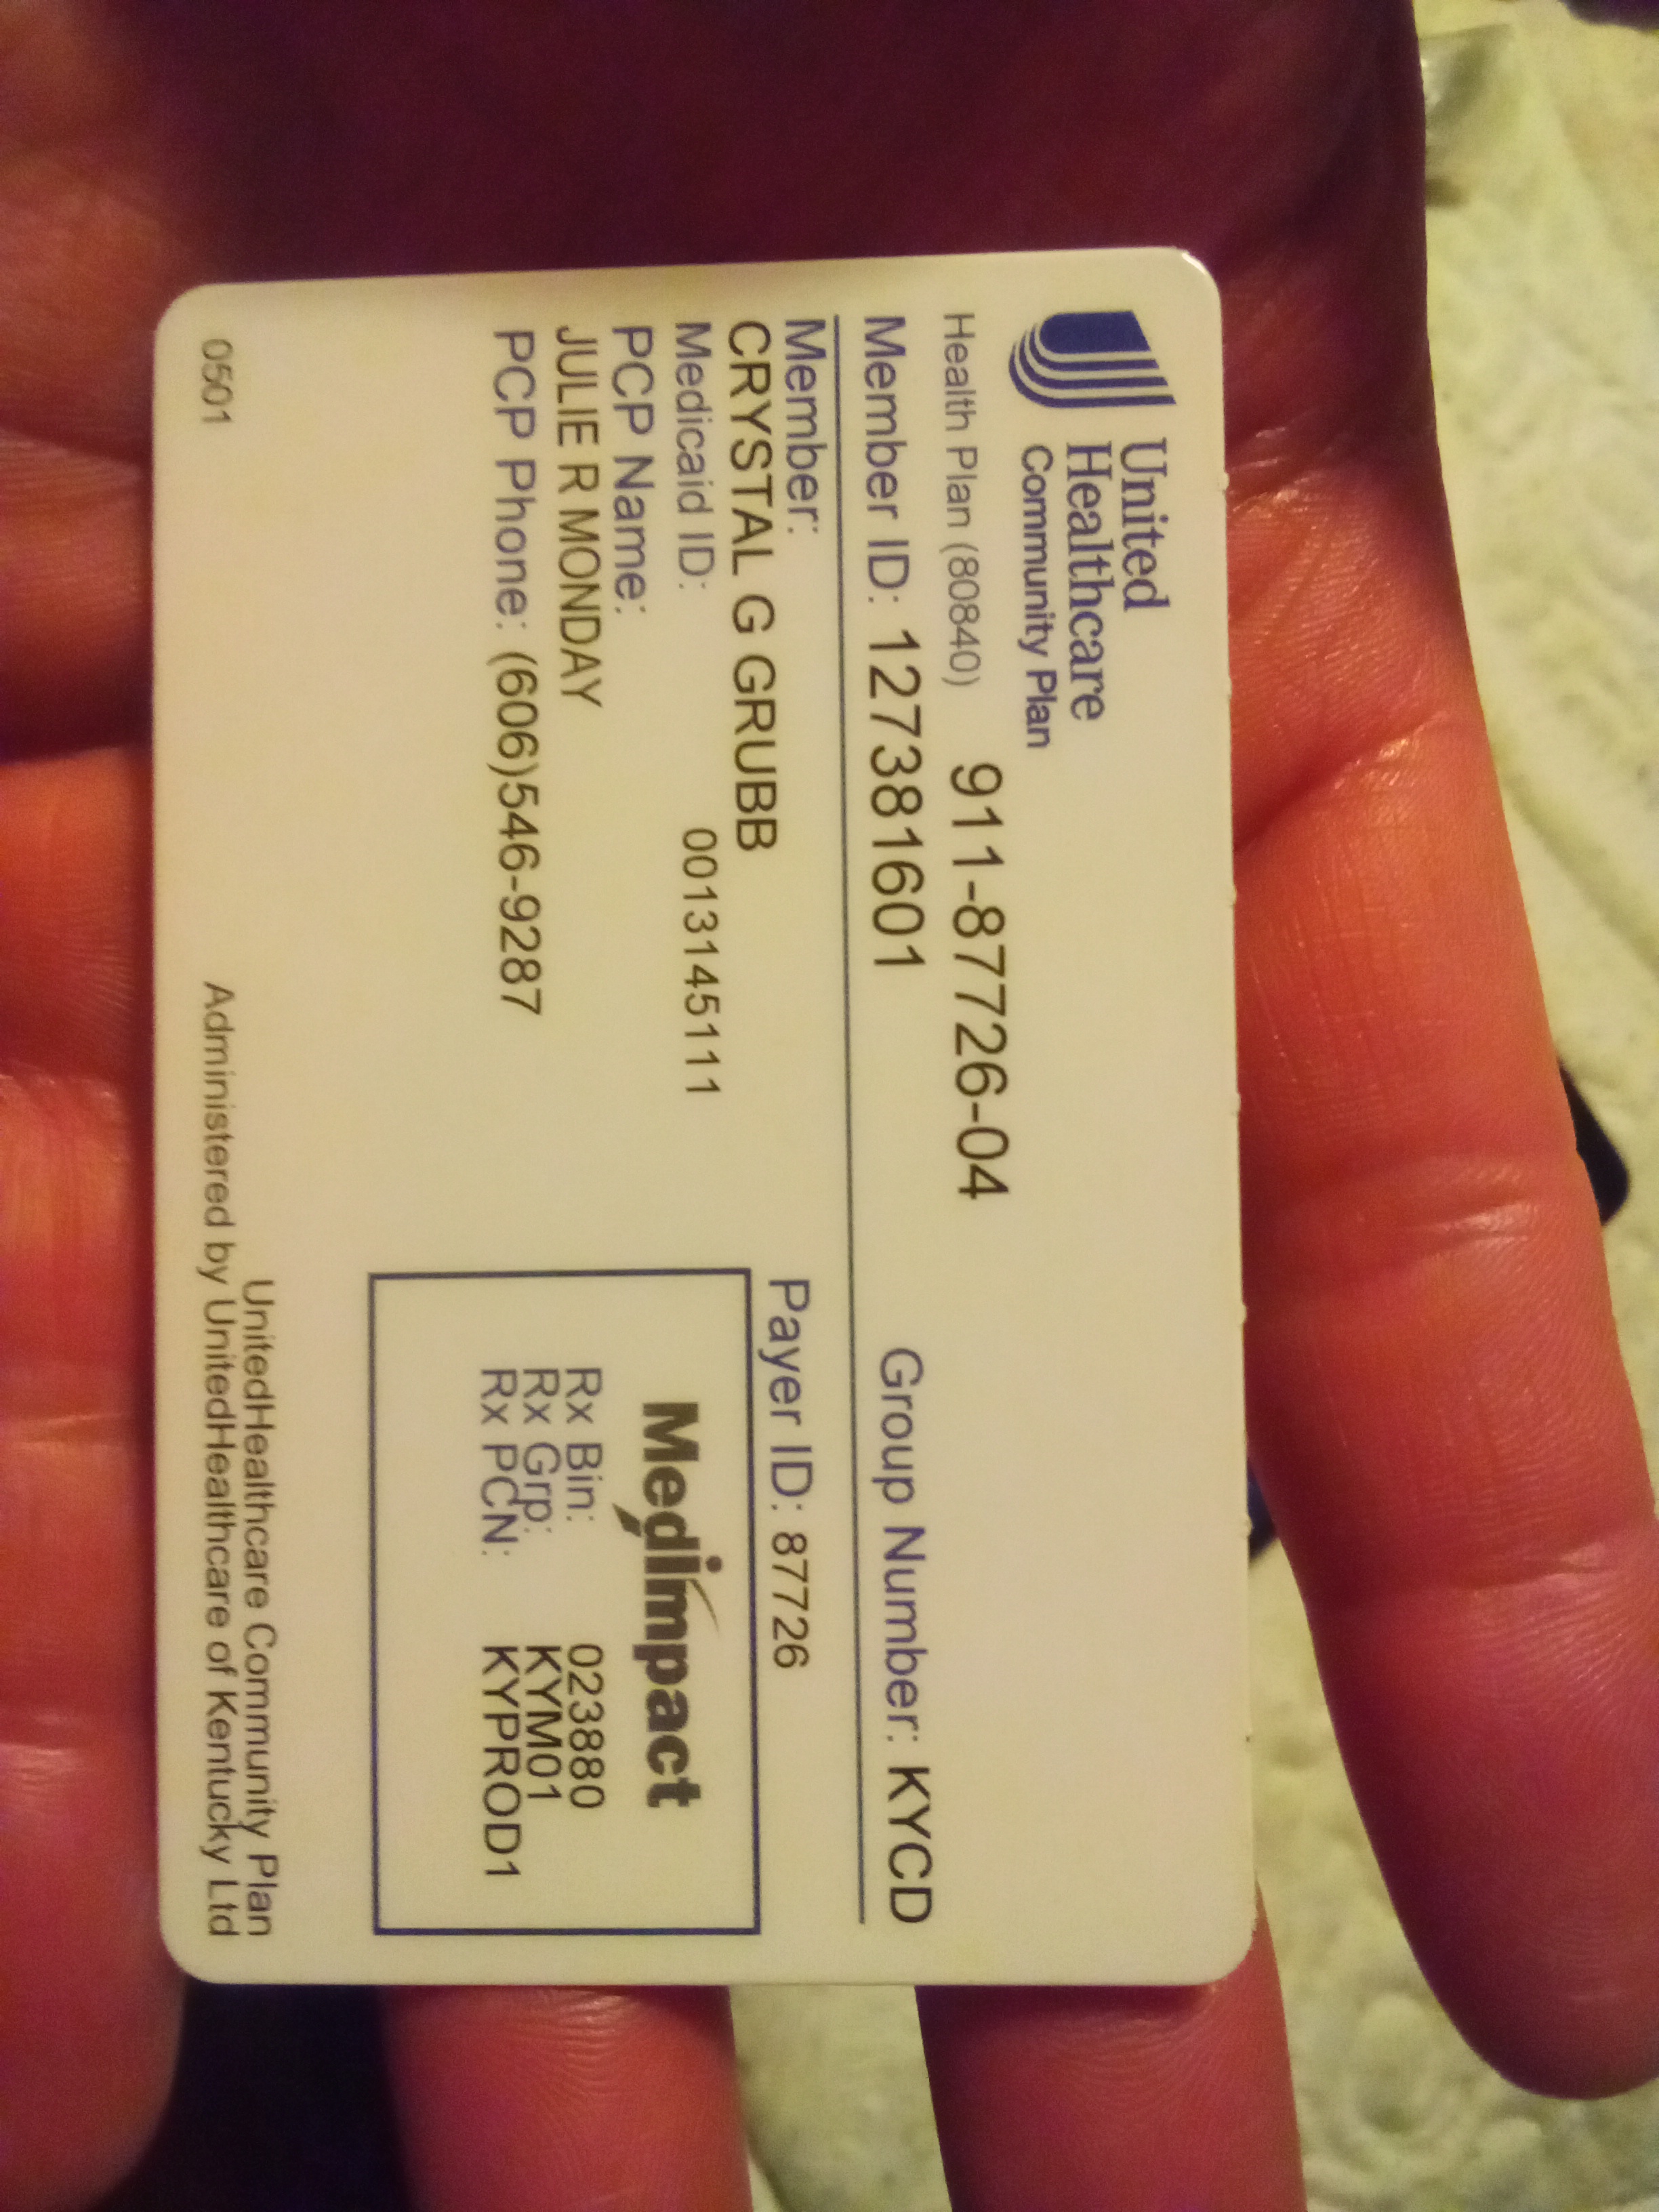 United
Healthcare
Community Plan
Health Plan (80840) 911-87726-04
Member ID: 127381601 Group Number: KYCD
Member:
CRYSTAL G GRUBB
Medicaid ID: 0013145111
PCP Name:
JULIE R MONDAY
PCP Phone: (606)546-9287
Payer ID: 87726
MedImpact
Rx Bin: 023880
Rx Grp: KYM01
Rx PCN: KYPROD1
0501
UnitedHealthcare Community Plan
Administered by UnitedHealthcare of Kentucky Ltd